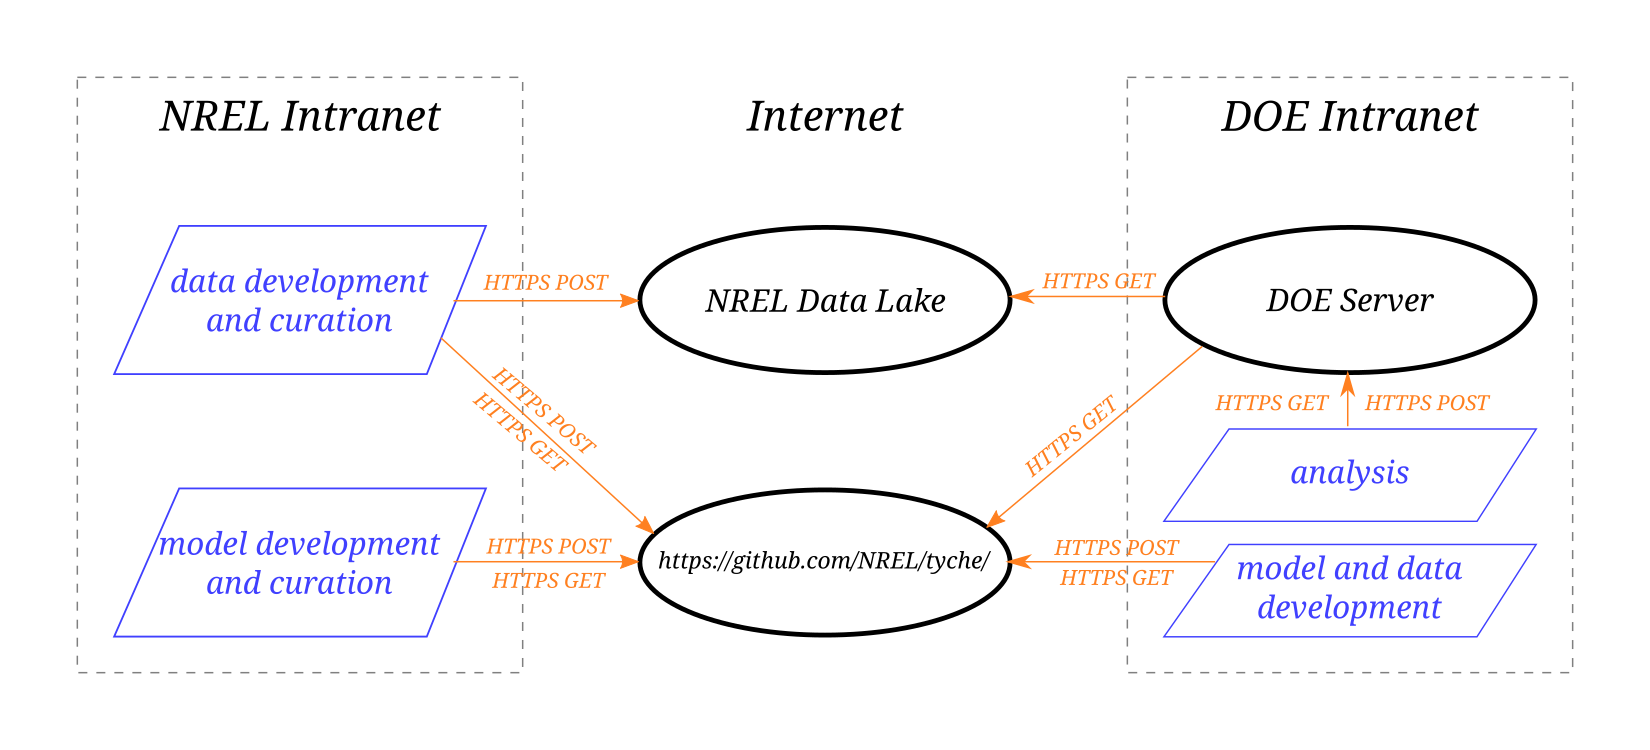 NREL Intranet
Internet
DOE Intranet
data development
and curation
HTTPS POST
NREL Data Lake
HTTPS GET
DOE Server
HTTPS POST
HTTPS GET
HTTPS GET
HTTPS GET
HTTPS POST
analysis
model development
and curation
HTTPS POST
HTTPS GET
https://github.com/NREL/tyche/
HTTPS POST
HTTPS GET
model and data
development